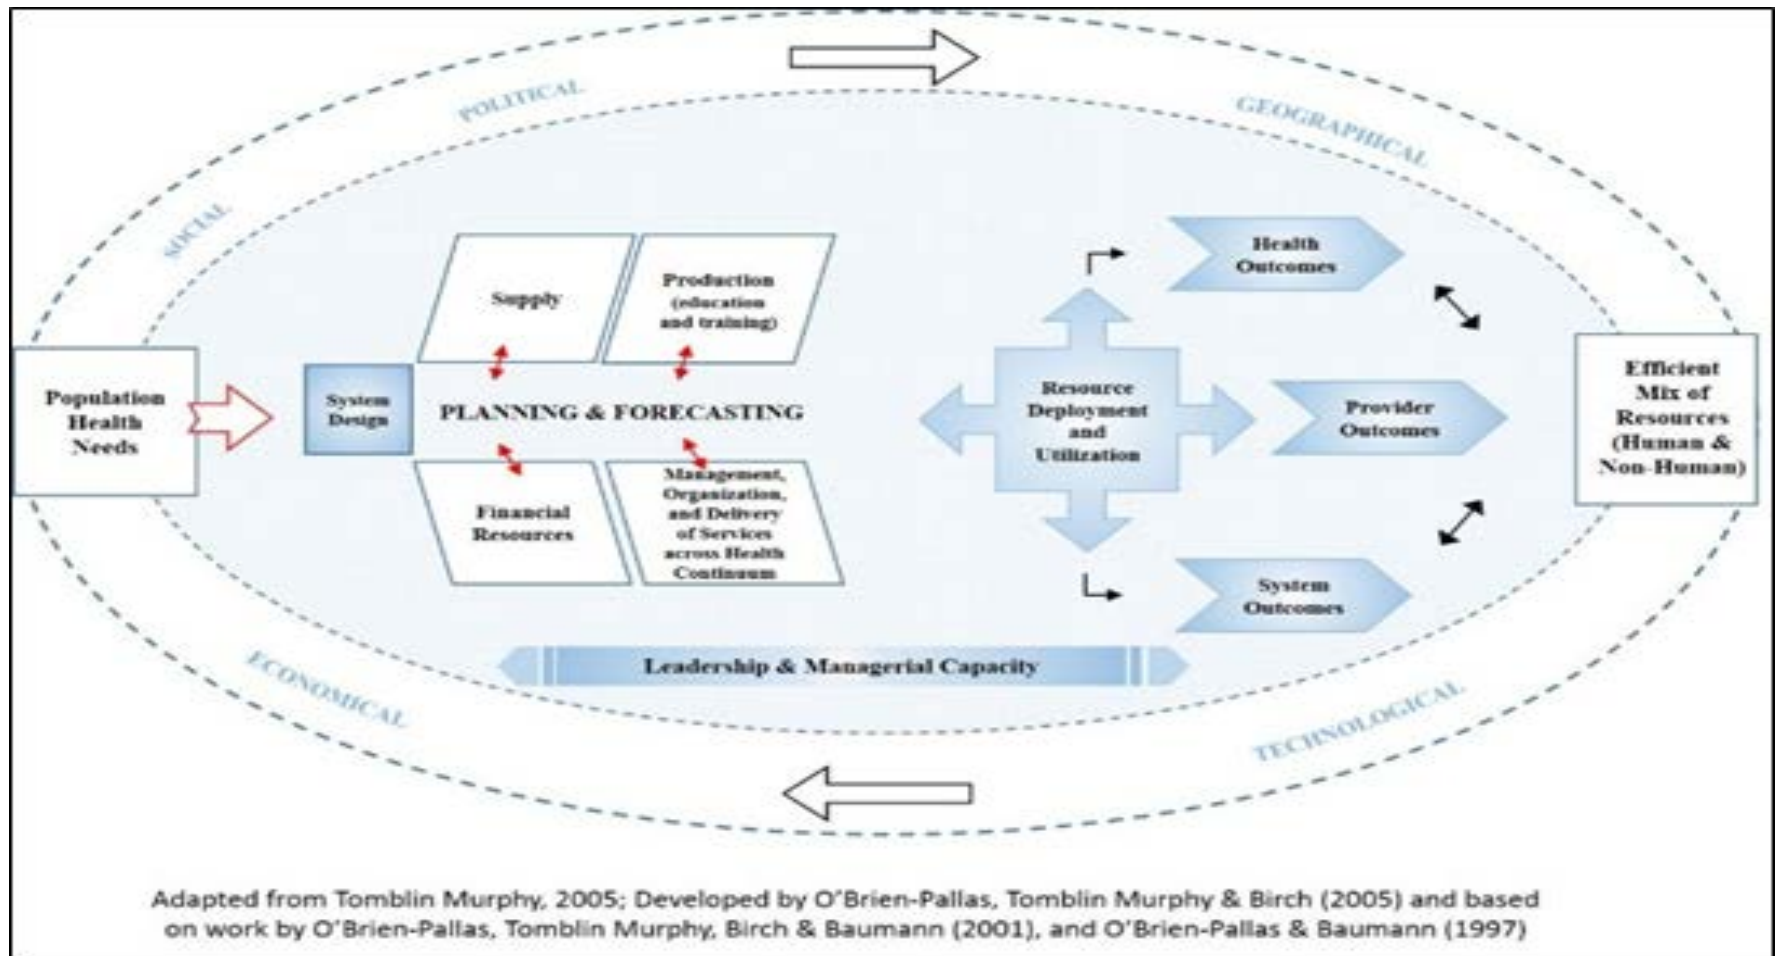 POLITICAL
GEOGRAPHICAL
SOCIAL
Supply
Production
(education
and training)
Health
Outcomes
Population
Health
Needs
System
Design
PLANNING & FORECASTING
Resource
Deployment
and
Utilization
Provider
Outcomes
Efficient
Mix of
Resources
(Human &
Non-Human)
Financial
Resources
Management,
Organization,
and Delivery
of Services
across Health
Continuum
System
Outcomes
Leadership & Managerial Capacity
ECONOMICAL
TECHNOLOGICAL
Adapted from Tomblin Murphy, 2005; Developed by O'Brien-Pallas, Tomblin Murphy & Birch (2005) and based
on work by O'Brien-Pallas, Tomblin Murphy, Birch & Baumann (2001), and O'Brien-Pallas & Baumann (1997)